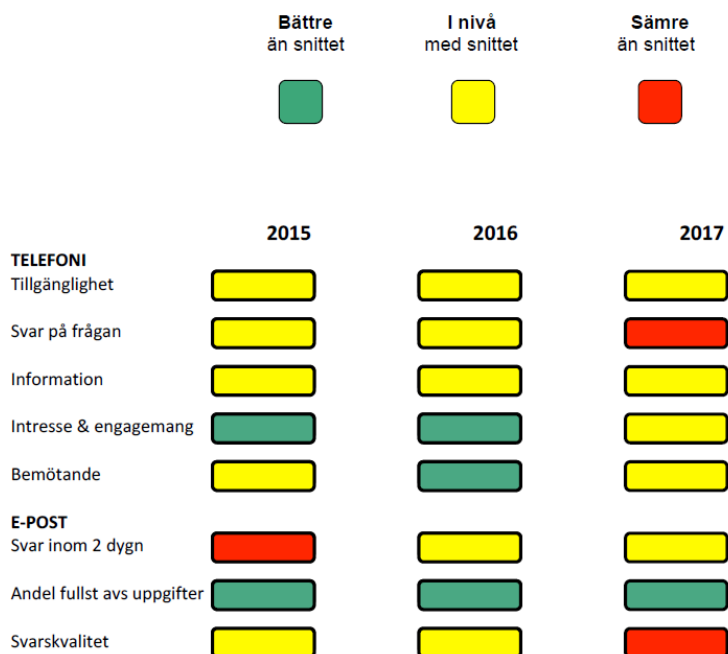 Bättre
än snittet
I nivå
med snittet
Sämre
än snittet
2015 2016 2017
TELEFONI
Tillgänglighet
Svar på frågan
Information
Intresse & engagemang
Bemötande
E-POST
Svar inom 2 dygn
Andel fullst avs uppgifter
Svarskvalitet